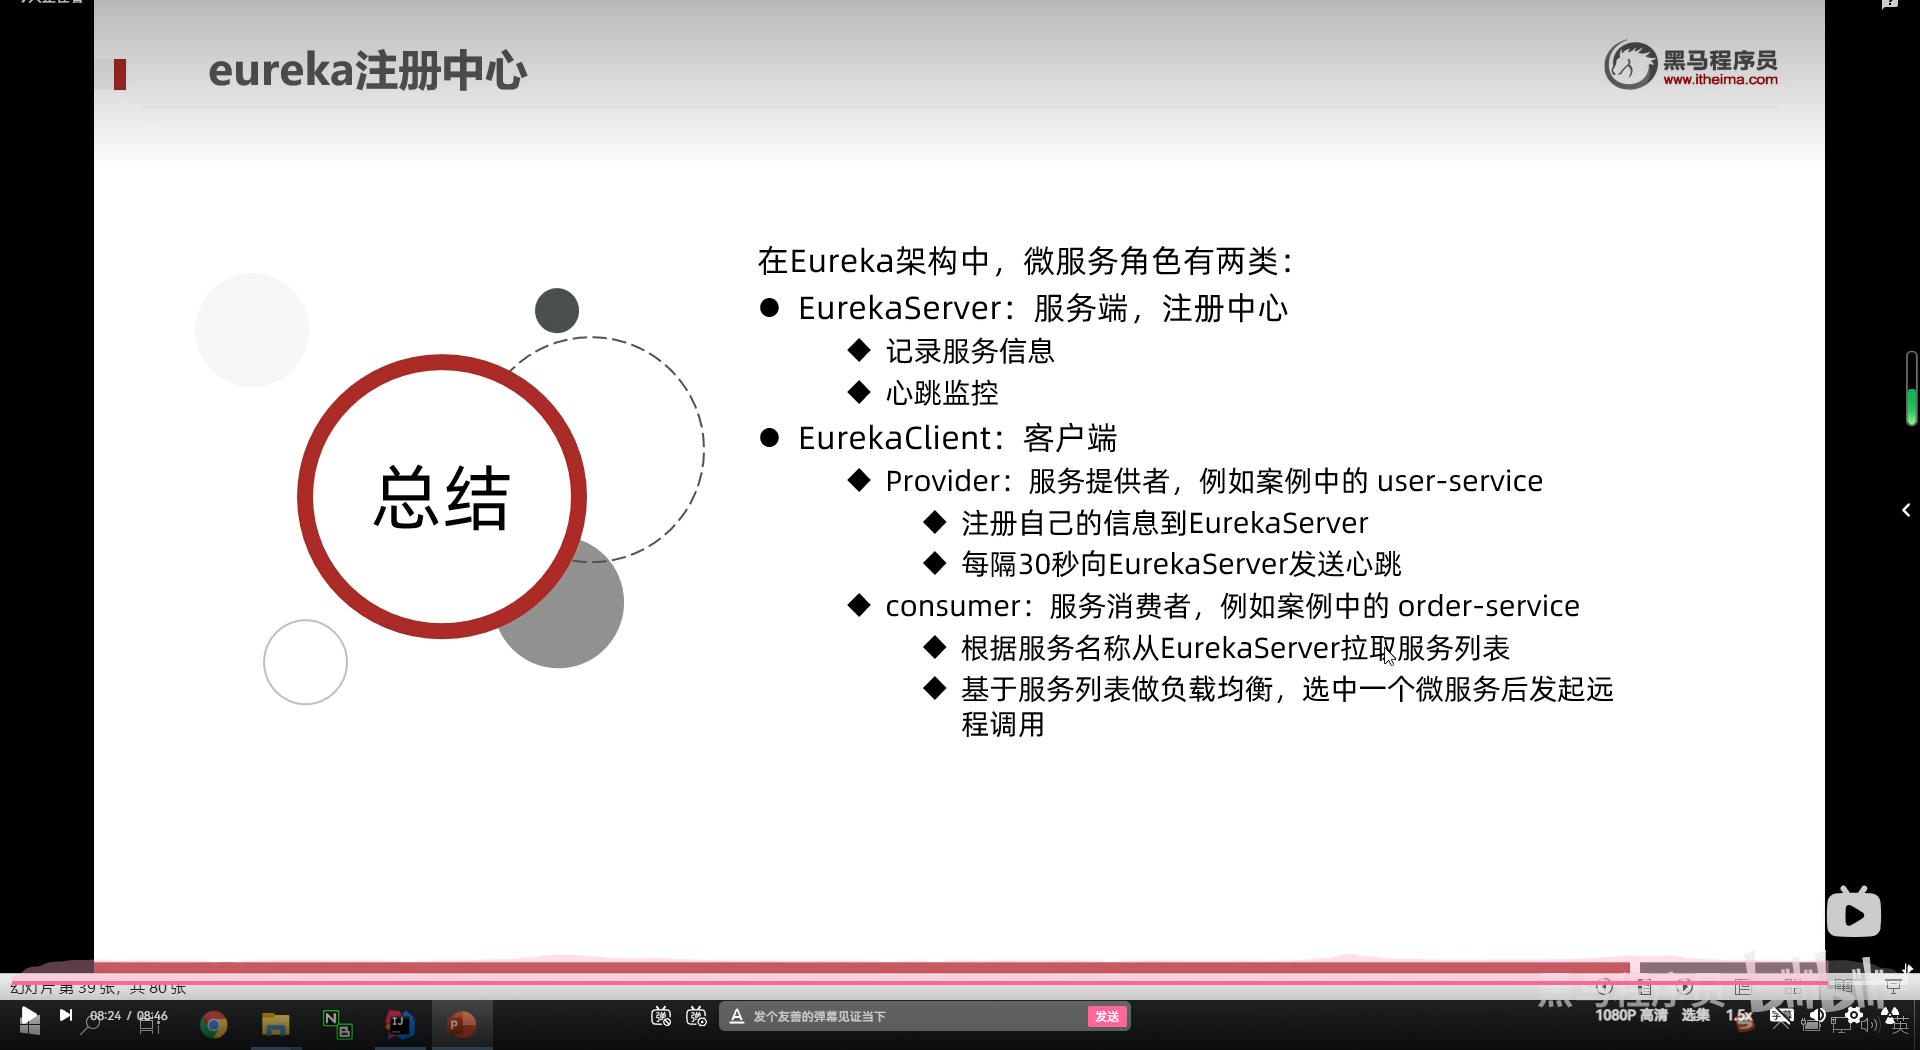 eureka注册中心
黑马程序员
www.itheima.com
总结
在Eureka架构中，微服务角色有两类：
EurekaServer：服务端，注册中心
记录服务信息
心跳监控
EurekaClient：客户端
Provider：服务提供者，例如案例中的 user-service
注册自己的信息到EurekaServer
每隔30秒向EurekaServer发送心跳
consumer：服务消费者，例如案例中的 order-service
根据服务名称从EurekaServer拉取服务列表
基于服务列表做负载均衡，选中一个微服务后发起远
程调用
幻灯片 第 39 张，共 80 张
黑马程序员 bilibili
08:24 / 08:46
发个友善的弹幕见证当下
发送
1080P 高清
选集
1.5x
英